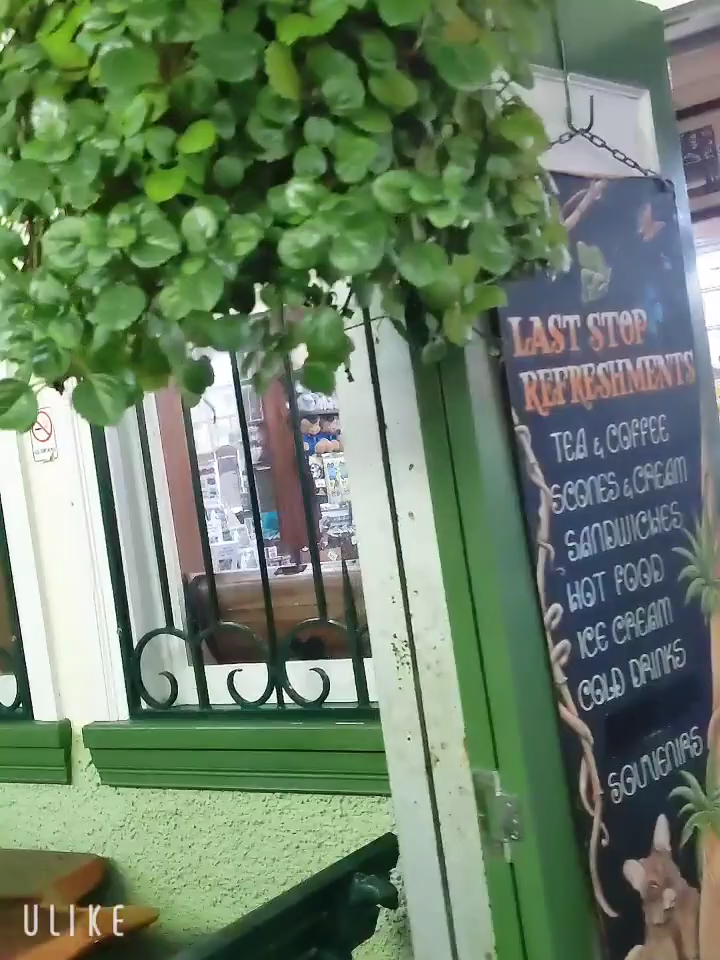 LAST STOP
REFRESHMENTS
TEA & COFFEE
SCONES & CREAM
SANDWICHES
HOT FOOD
ICE CREAM
COLD DRINKS
SOUVENIRS
ULIKE